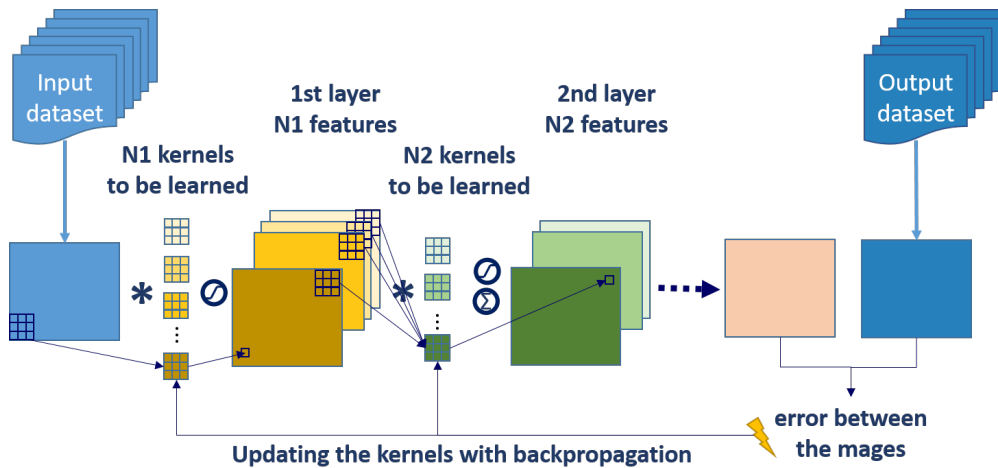 Input
dataset
Output
dataset
1st layer
N1 features
2nd layer
N2 features
N1 kernels
to be learned
N2 kernels
to be learned
*
*
Σ
...
...
error between
the mages
Updating the kernels with backpropagation